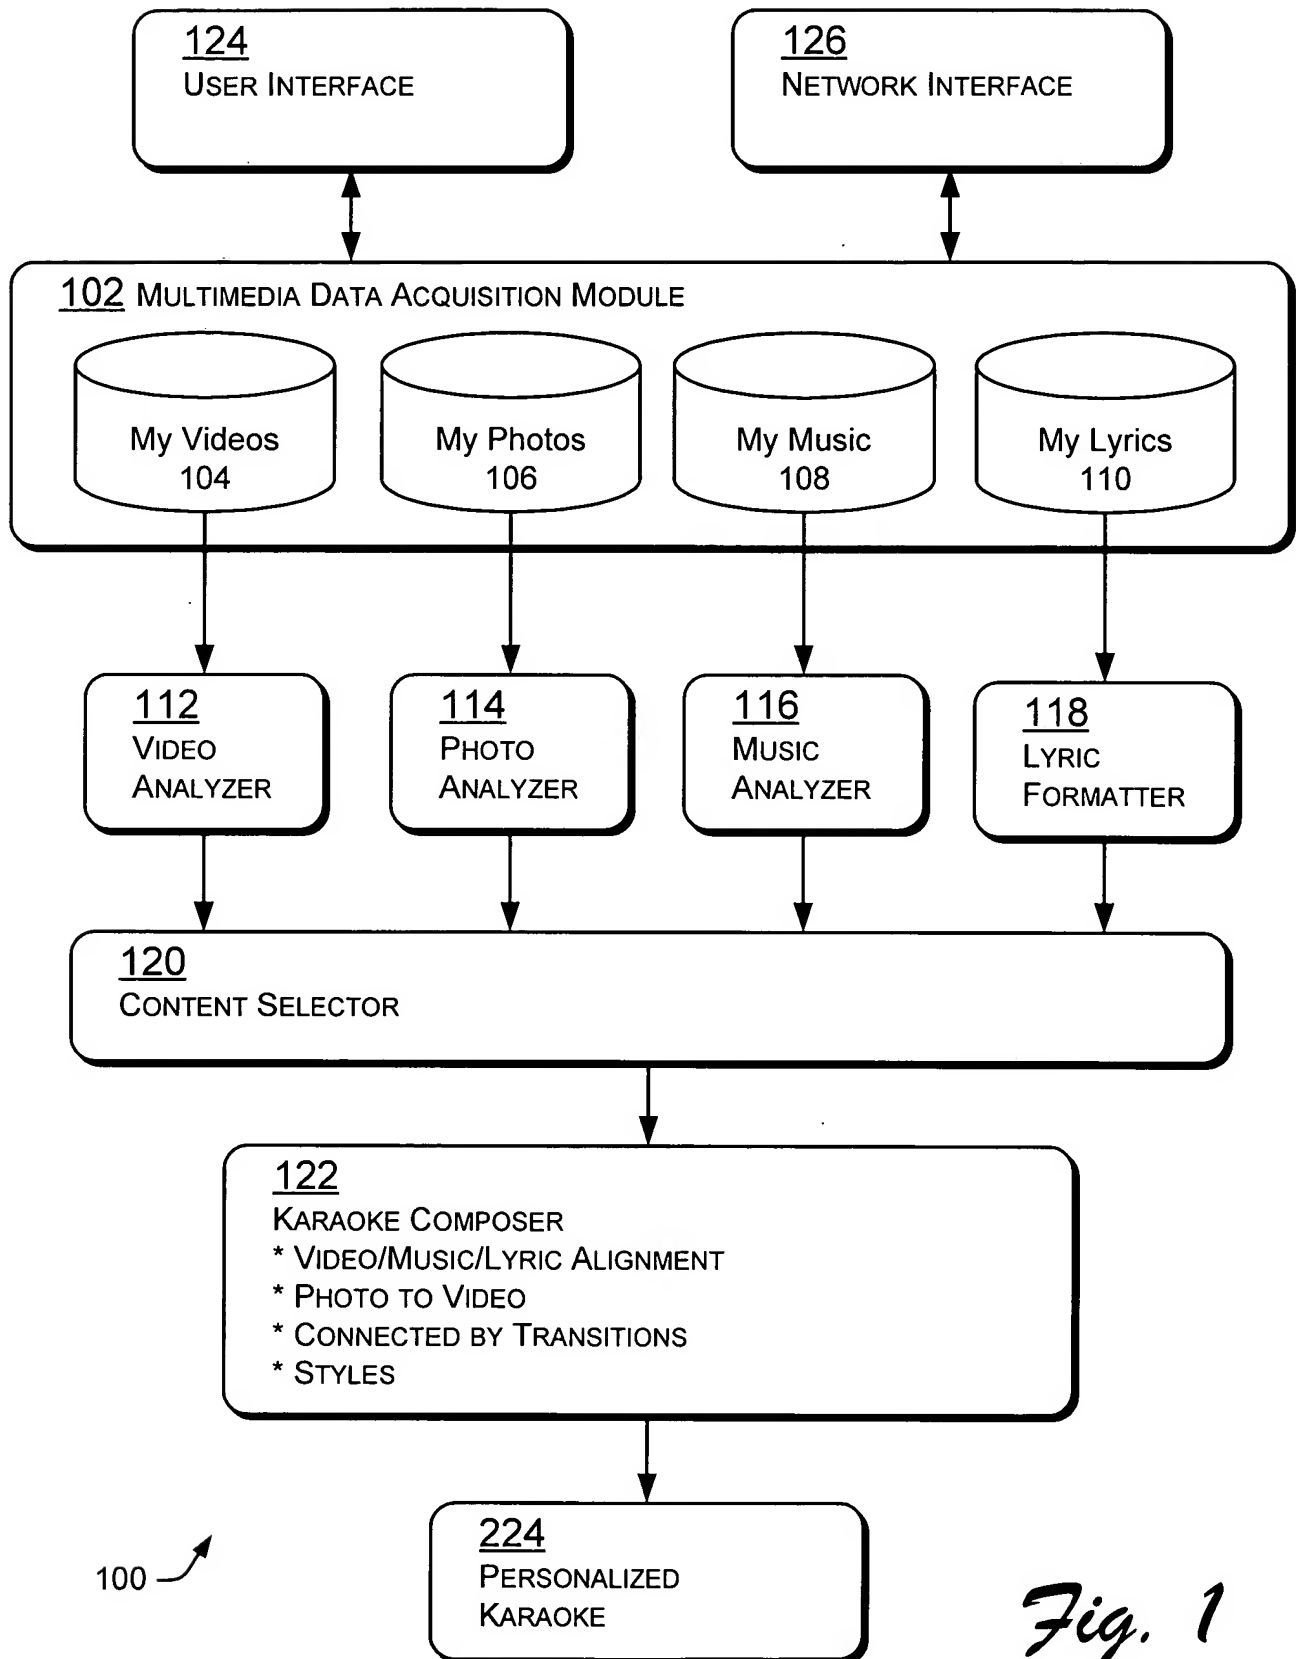 124
USER INTERFACE
126
NETWORK INTERFACE
102 MULTIMEDIA DATA ACQUISITION MODULE
My Videos
104
My Photos
106
My Music
108
My Lyrics
110
112
VIDEO
ANALYZER
114
PHOTO
ANALYZER
116
MUSIC
ANALYZER
118
LYRIC
FORMATTER
120
CONTENT SELECTOR
122
KARAOKE COMPOSER
* VIDEO/MUSIC/LYRIC ALIGNMENT
* PHOTO TO VIDEO
* CONNECTED BY TRANSITIONS
* STYLES
224
PERSONALIZED
KARAOKE
100
Fig. 1